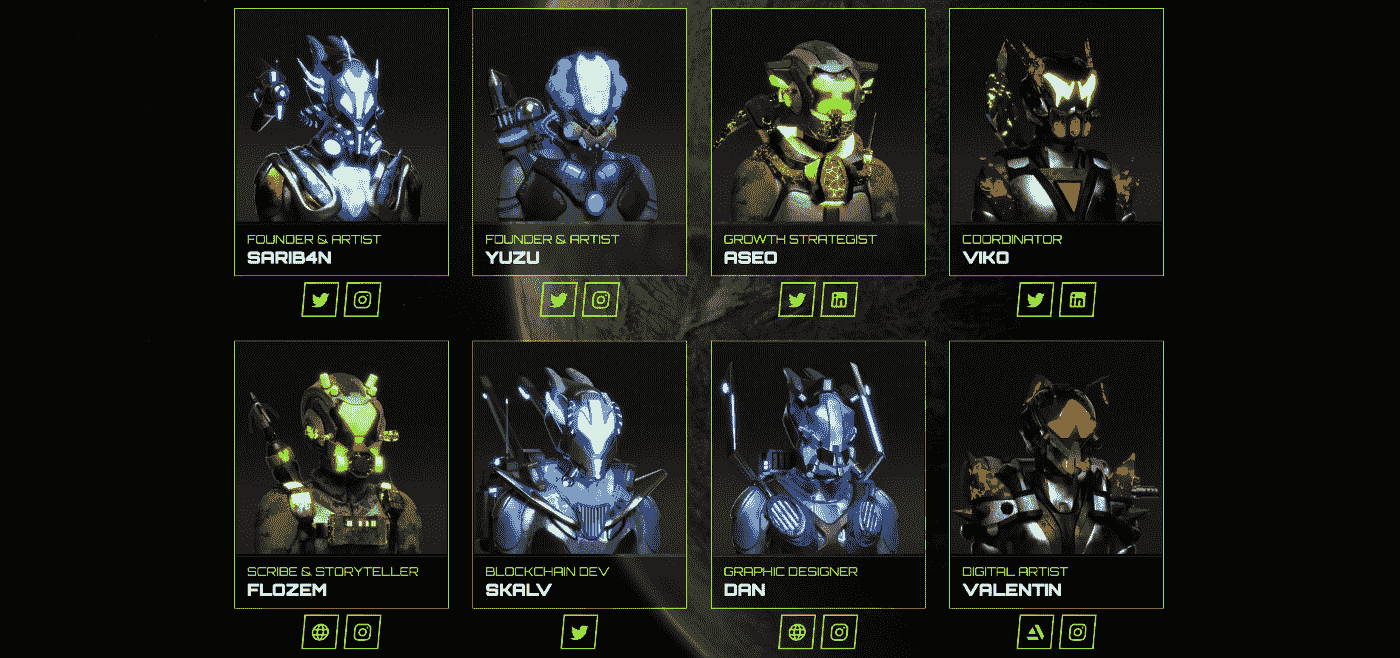 FOUNDER & ARTIST
SARIB4N
FOUNDER & ARTIST
YUZU
GROWTH STRATEGIST
ASEO
COORDINATOR
VIKO
SCRIBE & STORYTELLER
FLOZEM
BLOCKCHAIN DEV
SKALV
GRAPHIC DESIGNER
DAN
DIGITAL ARTIST
VALENTIN